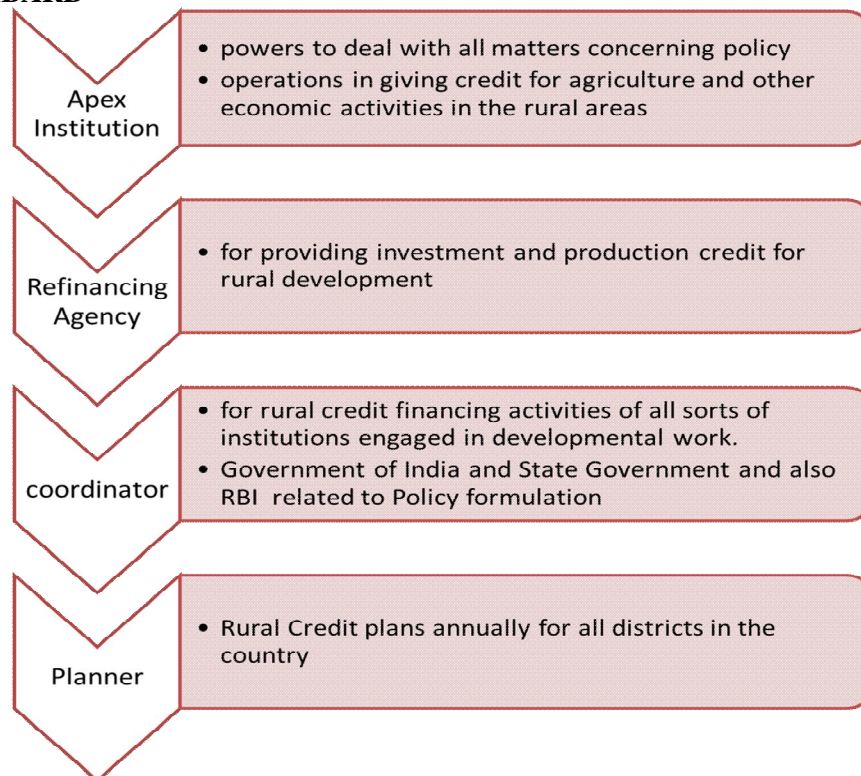 • powers to deal with all matters concerning policy
• operations in giving credit for agriculture and other
economic activities in the rural areas
Apex
Institution
• for providing investment and production credit for
rural development
Refinancing
Agency
• for rural credit financing activities of all sorts of
institutions engaged in developmental work.
• Government of India and State Government and also
RBI related to Policy formulation
coordinator
• Rural Credit plans annually for all districts in the
country
Planner